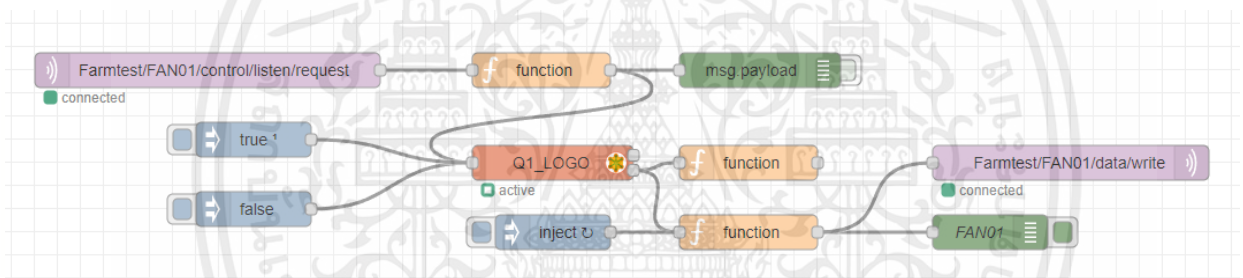 Farmtest/FAN01/control/listen/request
function
msg.payload
connected
true ¹
Q1_LOGO
function
Farmtest/FAN01/data/write
active
connected
false
inject ↻
function
FAN01